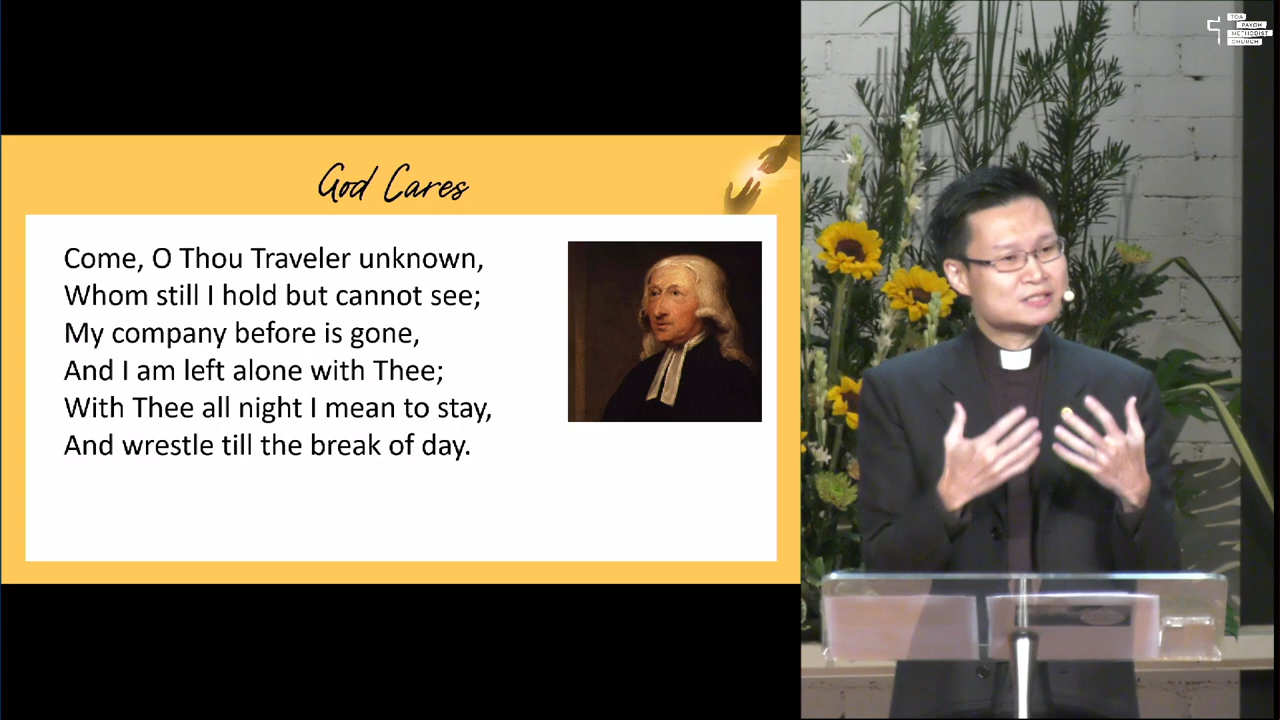 God Cares
Come, O Thou Traveler unknown,
Whom still I hold but cannot see;
My company before is gone,
And I am left alone with Thee;
With Thee all night I mean to stay,
And wrestle till the break of day.
TOA
PAYOH
METHODIST
CHURCH